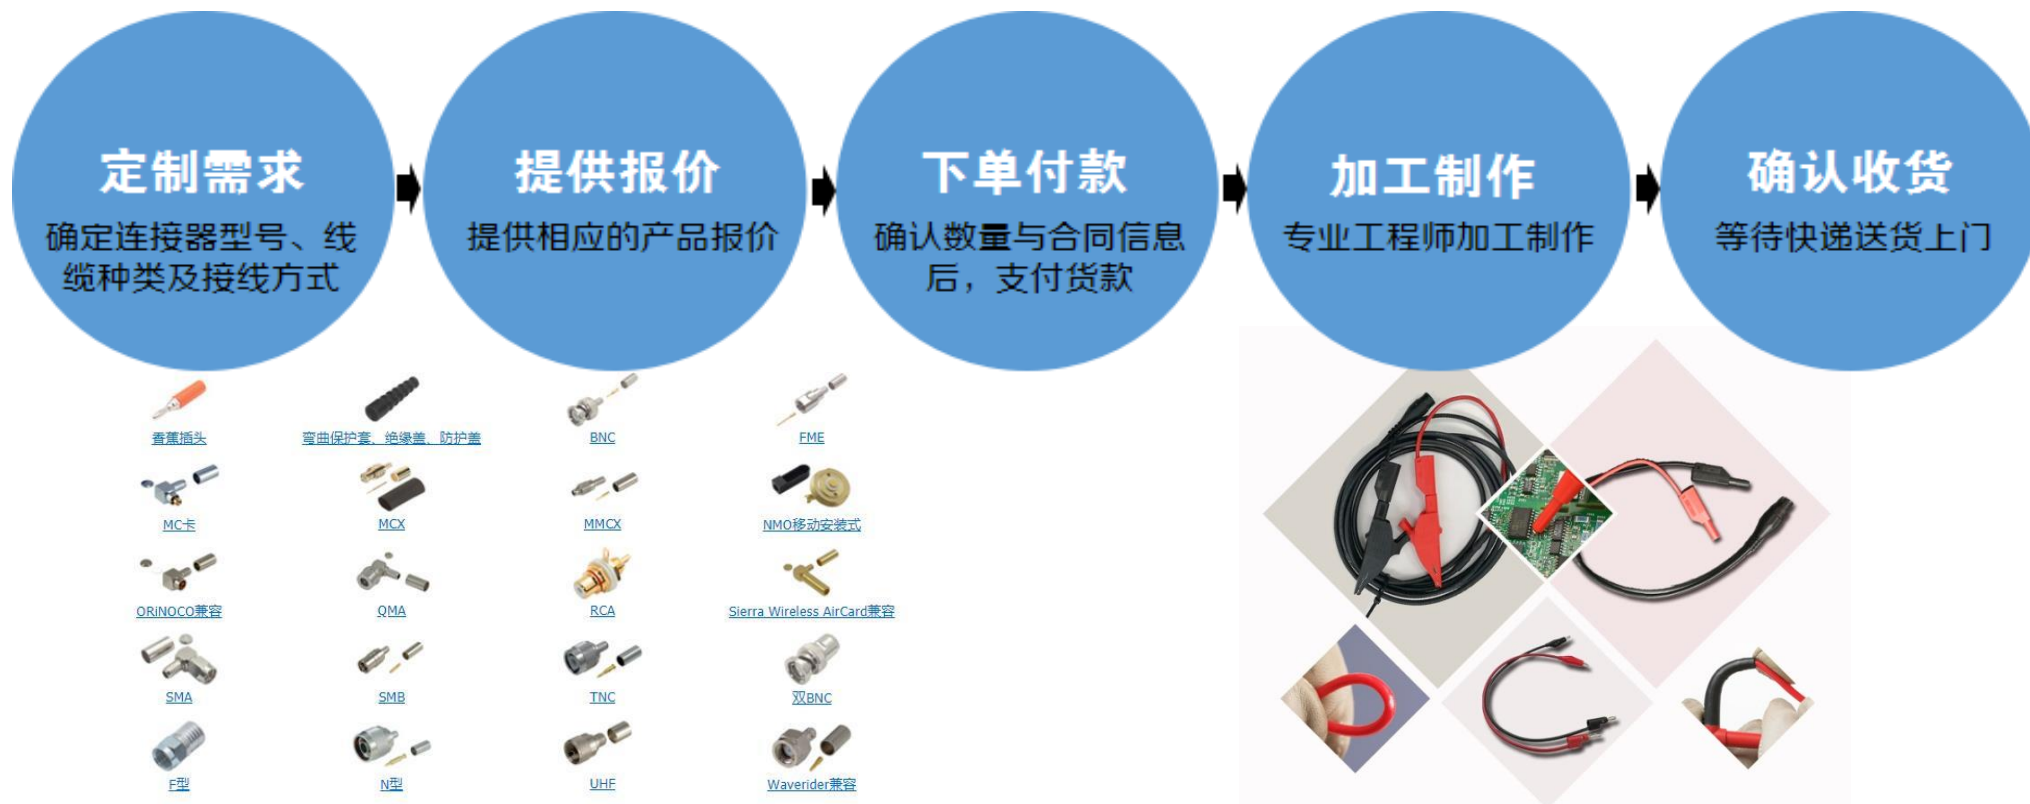 定制需求
确定连接器型号、线
缆种类及接线方式
提供报价
提供相应的产品报价
下单付款
确认数量与合同信息
后，支付货款
加工制作
专业工程师加工制作
确认收货
等待快递送货上门
香蕉插头
弯曲保护套、绝缘盖、防护盖
BNC
FME
MC卡
MCX
MMCX
NMO移动安装式
ORiNOCO兼容
QMA
RCA
Sierra Wireless AirCard兼容
SMA
SMB
TNC
双BNC
F型
N型
UHF
Waverider兼容